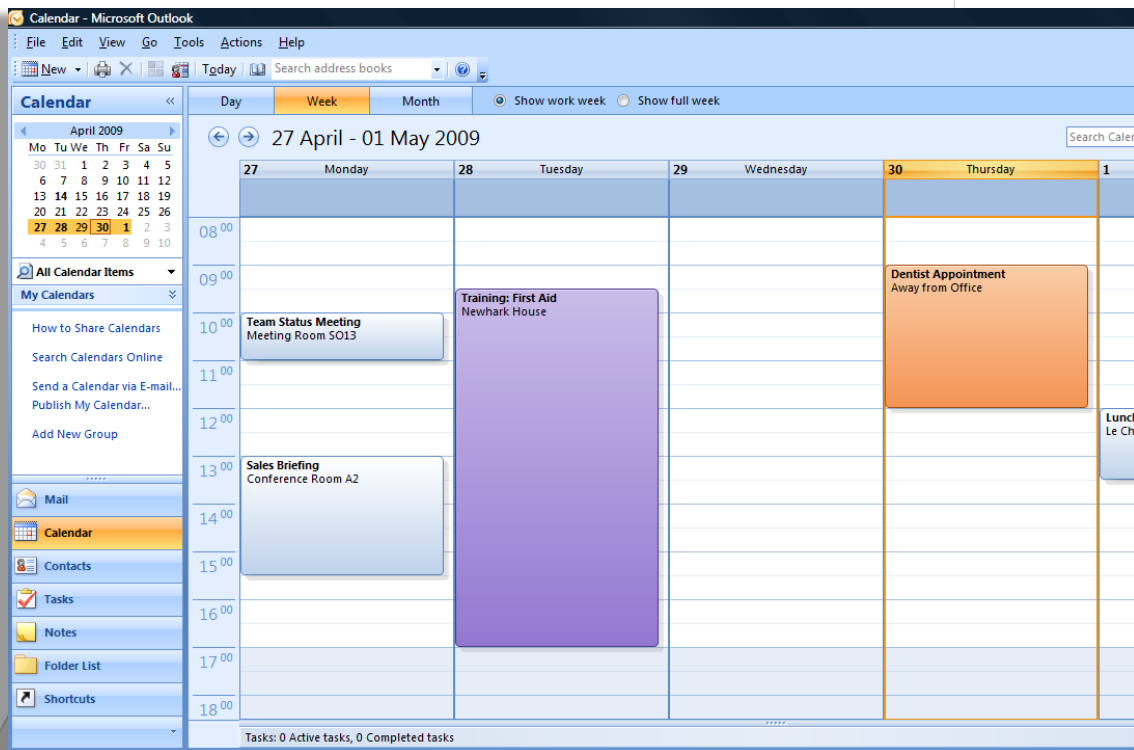 Calendar - Microsoft Outlook
File Edit View Go Tools Actions Help
New Today Search address books
Calendar «
Day Week Month Show work week Show full week
April 2009
Mo Tu We Th Fr Sa Su
30 31 1 2 3 4 5
6 7 8 9 10 11 12
13 14 15 16 17 18 19
20 21 22 23 24 25 26
27 28 29 30 1 2 3
4 5 6 7 8 9 10
All Calendar Items
My Calendars
How to Share Calendars
Search Calendars Online
Send a Calendar via E-mail...
Publish My Calendar...
Add New Group
Mail
Calendar
Contacts
Tasks
Notes
Folder List
Shortcuts
27 April - 01 May 2009
Search Caler
27 Monday 28 Tuesday 29 Wednesday 30 Thursday 1
08 00
09 00
10 00
11 00
12 00
13 00
14 00
15 00
16 00
17 00
18 00
Team Status Meeting
Meeting Room SO13
Sales Briefing
Conference Room A2
Training: First Aid
Newhark House
Dentist Appointment
Away from Office
Lunch
Le Ch
Tasks: 0 Active tasks, 0 Completed tasks